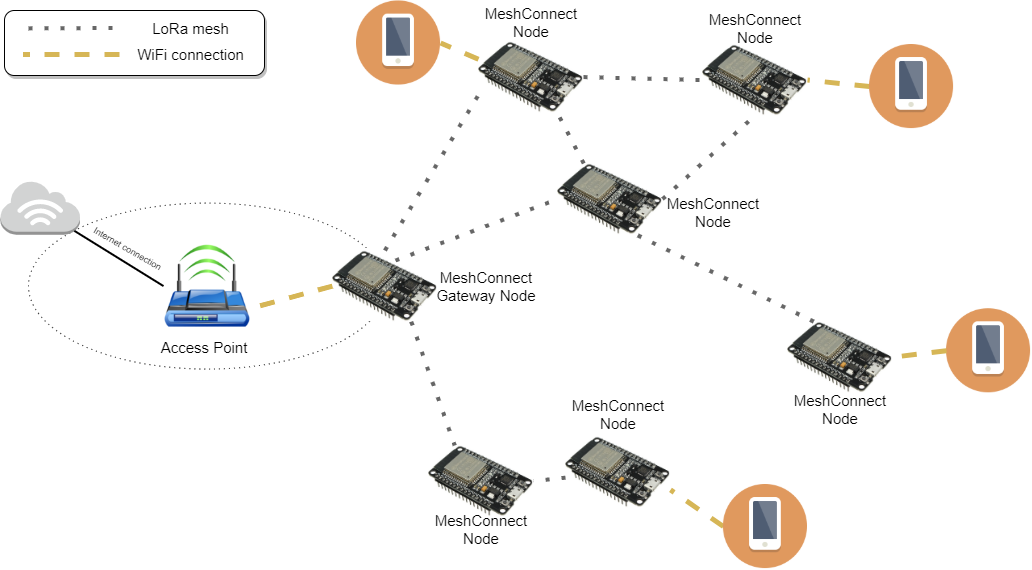 LoRa mesh
WiFi connection
MeshConnect
Node
MeshConnect
Node
MeshConnect
Node
Internet connection
MeshConnect
Gateway Node
Access Point
MeshConnect
Node
MeshConnect
Node
MeshConnect
Node